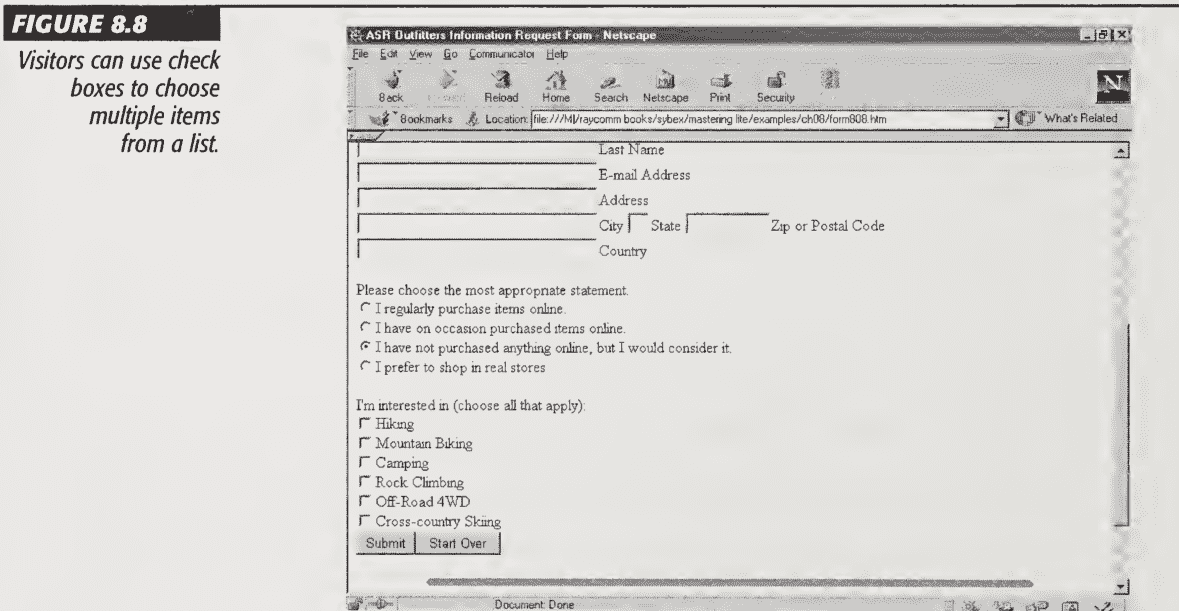 FIGURE 8.8
Visitors can use check
boxes to choose
multiple items
from a list.
ASR Outfitters Information Request Form - Netscape
File Edit View Go Communicator Help
Back Reload Home Search Netscape Print Security
Bookmarks Location: file:///M|/raycomm books/sybex/mastering lite/examples/ch08/form808.htm What's Related
Last Name
E-mail Address
Address
City State Zip or Postal Code
Country
Please choose the most appropriate statement.
I regularly purchase items online.
I have on occasion purchased items online.
I have not purchased anything online, but I would consider it.
I prefer to shop in real stores
I'm interested in (choose all that apply):
Hiking
Mountain Biking
Camping
Rock Climbing
Off-Road 4WD
Cross-country Skiing
Submit Start Over
Document: Done